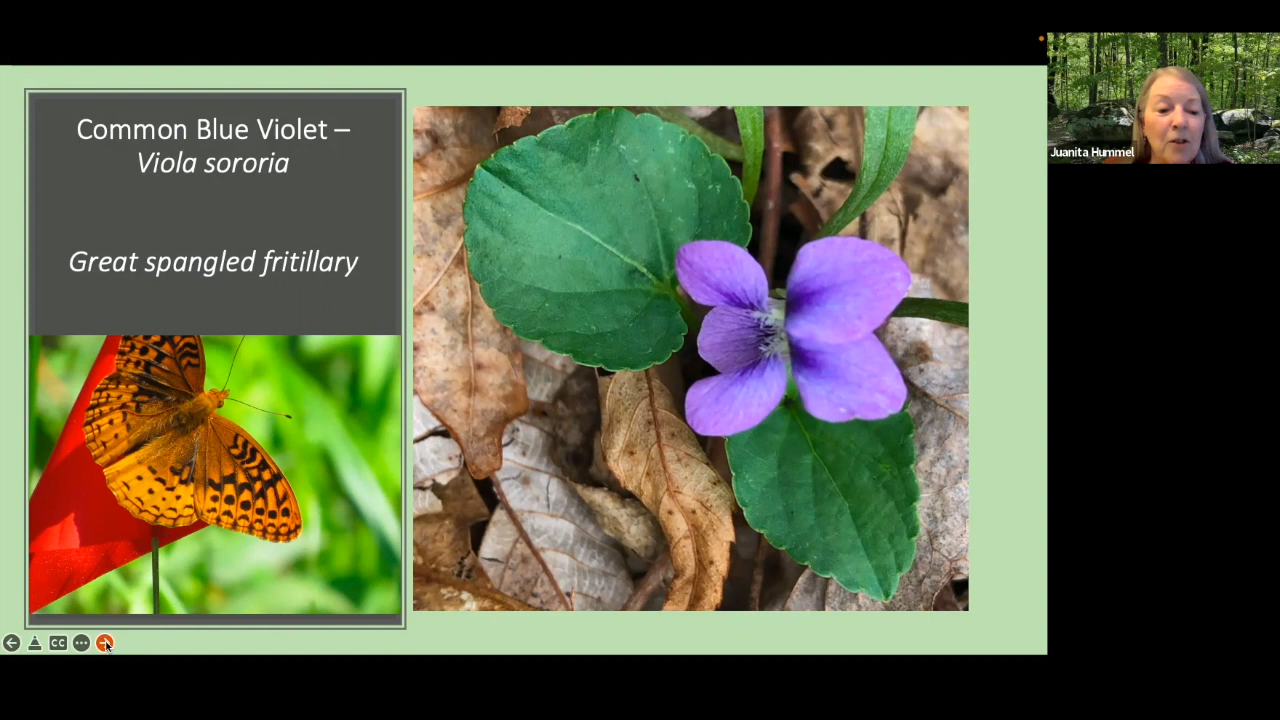 Common Blue Violet –
Viola sororia
Great spangled fritillary
Juanita Hummel
CC